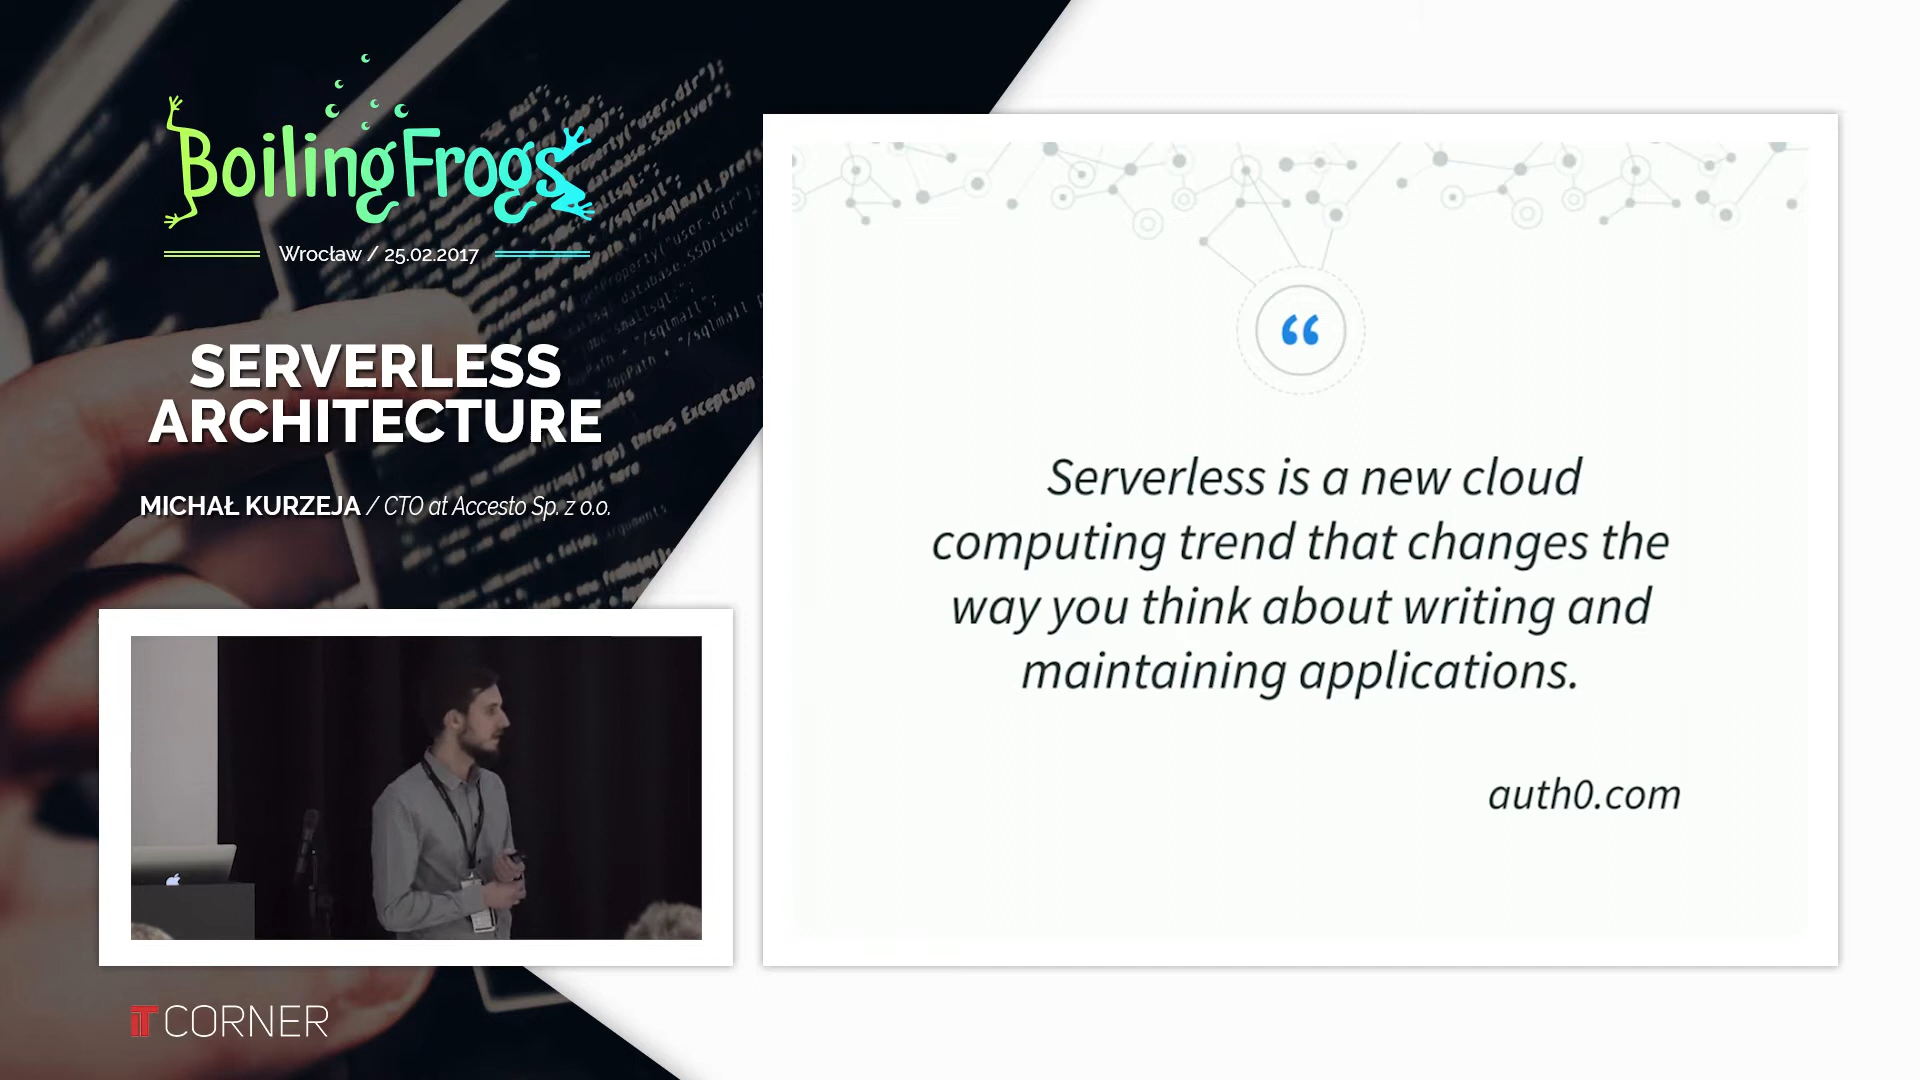 BoilingFrogs
Wrocław / 25.02.2017
SERVERLESS
ARCHITECTURE
MICHAŁ KURZEJA / CTO at Accesto Sp. z o.o.
IT CORNER
“
Serverless is a new cloud
computing trend that changes the
way you think about writing and
maintaining applications.
auth0.com